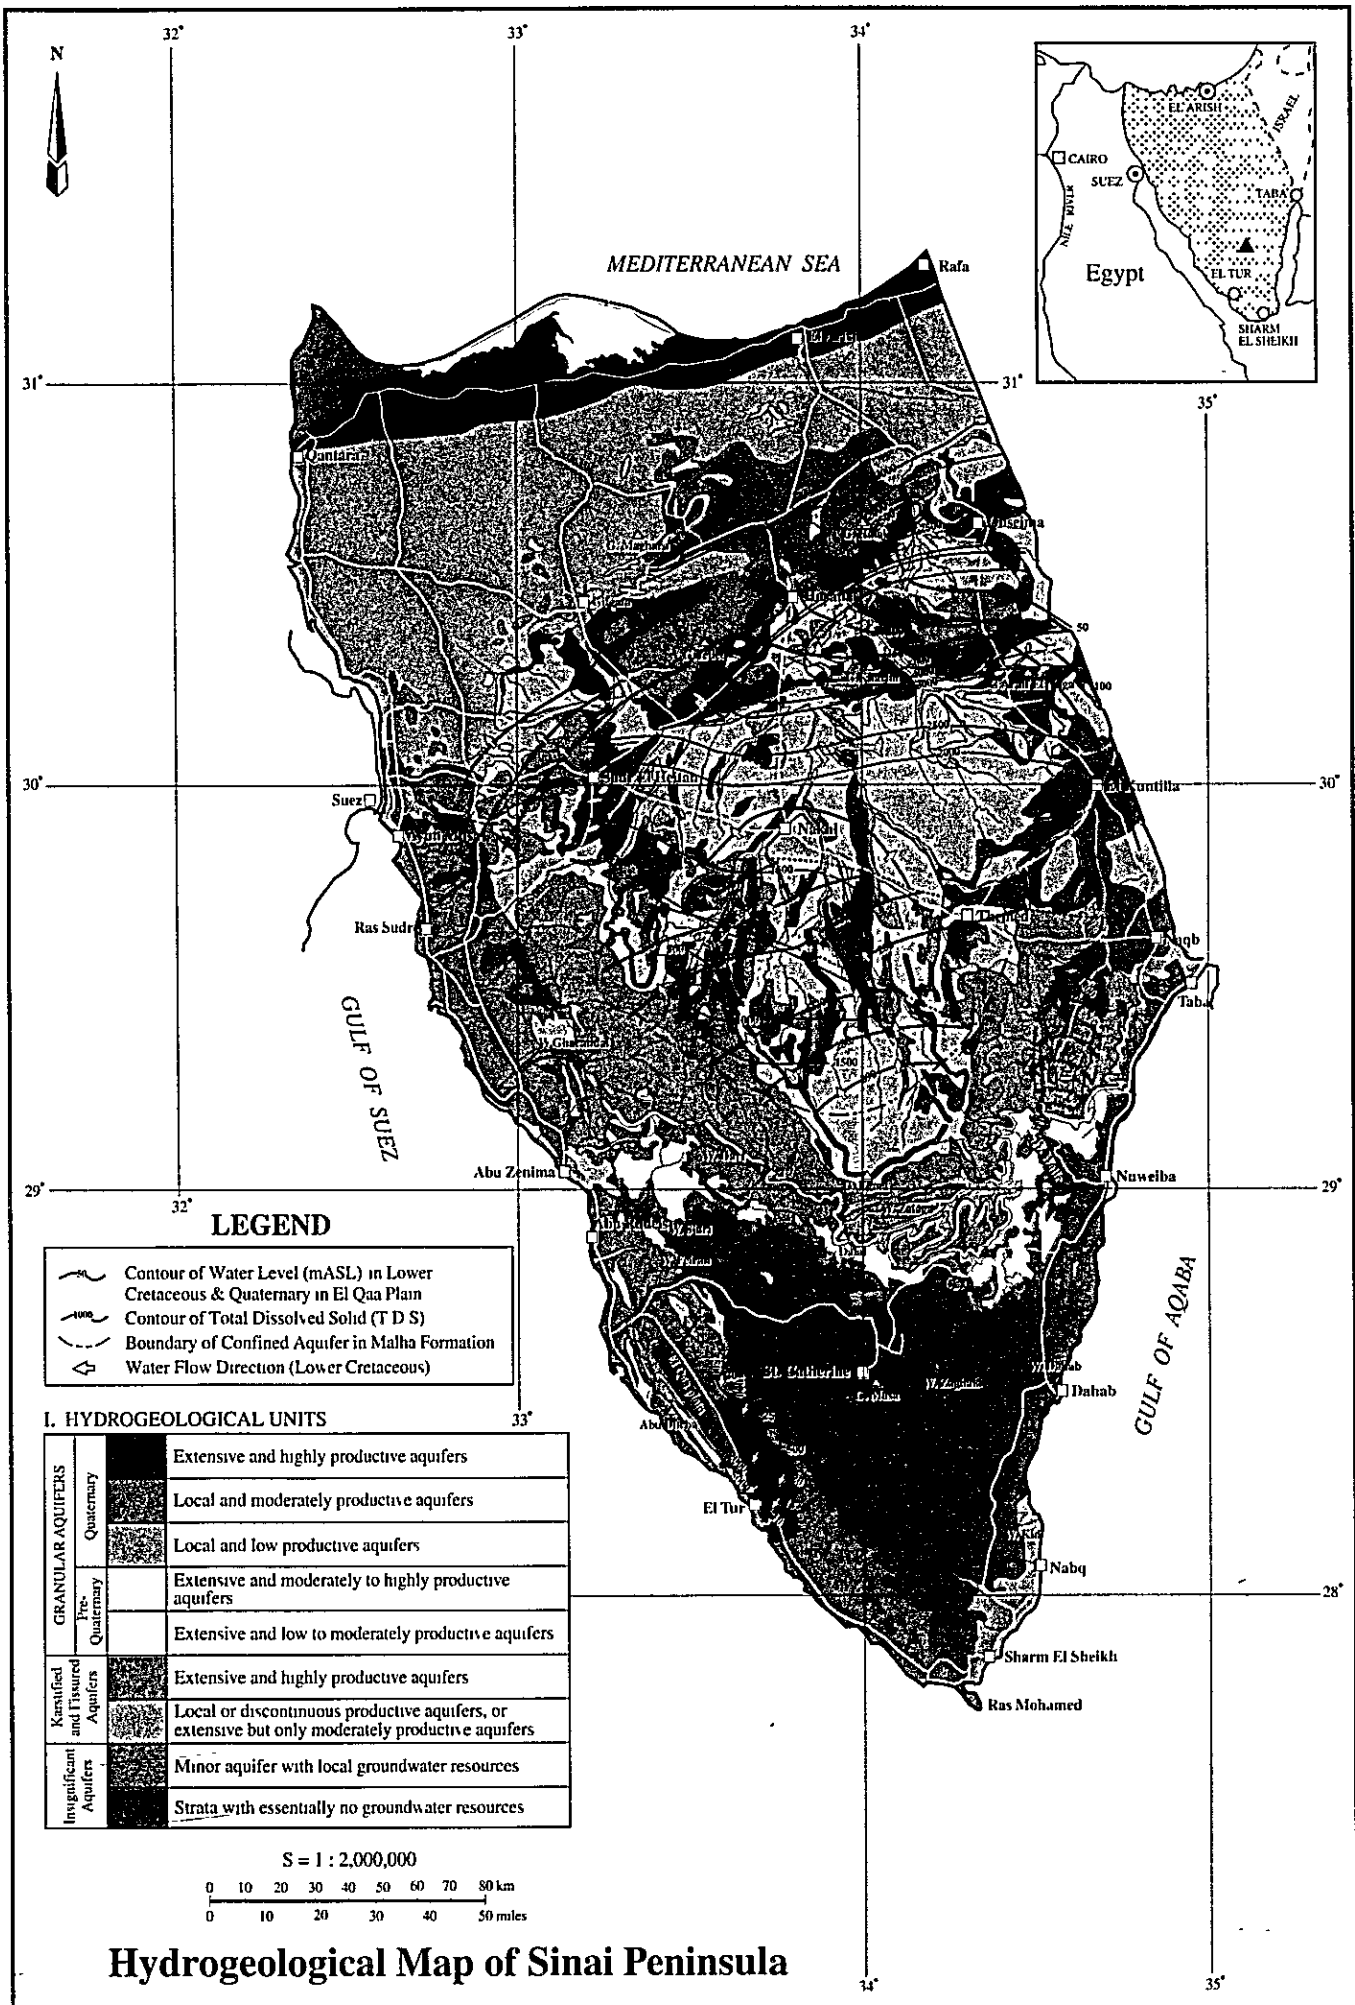 32°
33°
34°
N
EL ARISH
ISRAEL
CAIRO
SUEZ
NILE RIVER
TABA
Egypt
EL TUR
SHARM
EL SHEIKH
MEDITERRANEAN SEA
Rafa
31°
31°
35°
Qantara
50
100
30°
30°
Suez
El Kuntilla
Nakhl
Ras Sudr
Taba
GULF OF SUEZ
1500
Abu Zenima
Nuweiba
29°
29°
32°
GULF OF AQABA
St. Catherine
G. Musa
Dahab
33°
El Tur
Nabq
28°
Sharm El Sheikh
Ras Mohamed
LEGEND
Contour of Water Level (mASL) in Lower
Cretaceous & Quaternary in El Qaa Plain
1000
Contour of Total Dissolved Solid (T D S)
Boundary of Confined Aquifer in Malha Formation
Water Flow Direction (Lower Cretaceous)
I. HYDROGEOLOGICAL UNITS
GRANULAR AQUIFERS
Quaternary
Extensive and highly productive aquifers
Local and moderately productive aquifers
Local and low productive aquifers
Pre-
Quaternary
Extensive and moderately to highly productive
aquifers
Extensive and low to moderately productive aquifers
Karstified
and Fissured
Aquifers
Extensive and highly productive aquifers
Local or discontinuous productive aquifers, or
extensive but only moderately productive aquifers
Insignificant
Aquifers
Minor aquifer with local groundwater resources
Strata with essentially no groundwater resources
S = 1 : 2,000,000
0 10 20 30 40 50 60 70 80 km
0 10 20 30 40 50 miles
Hydrogeological Map of Sinai Peninsula
34°
35°